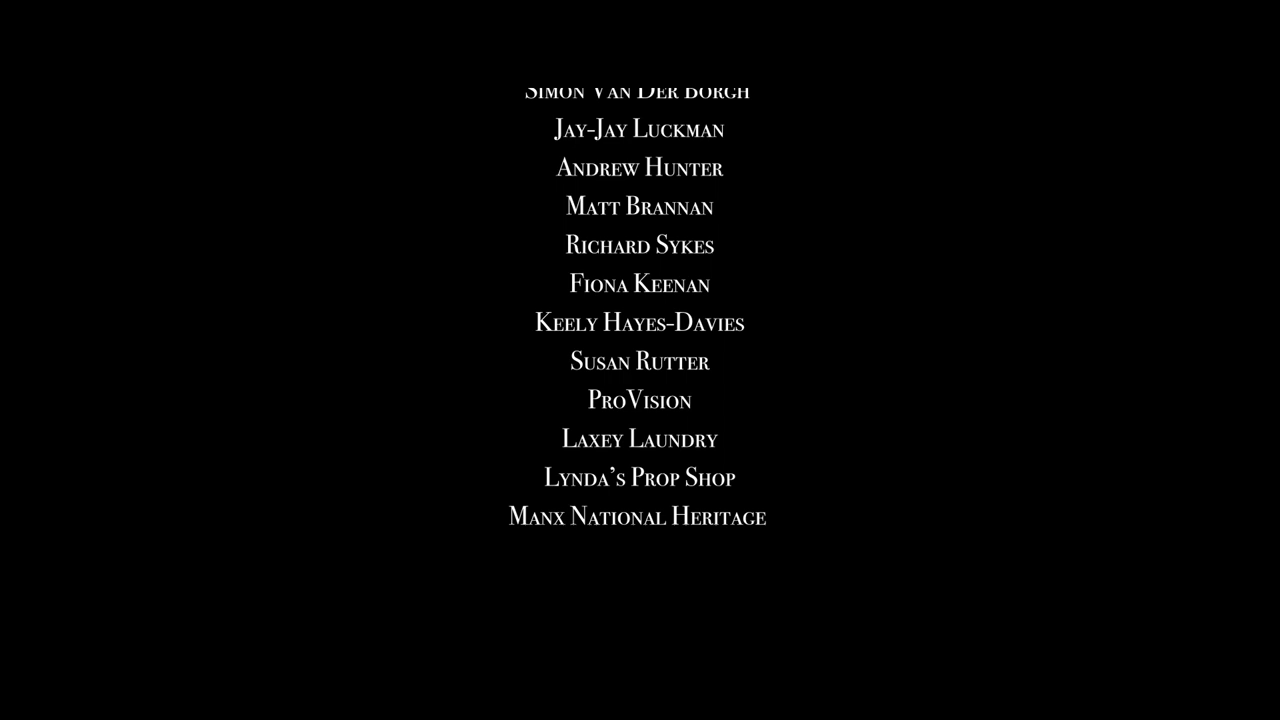 Simon Van Der Borgh
Jay-Jay Luckman
Andrew Hunter
Matt Brannan
Richard Sykes
Fiona Keenan
Keely Hayes-Davies
Susan Rutter
ProVision
Laxey Laundry
Lynda's Prop Shop
Manx National Heritage